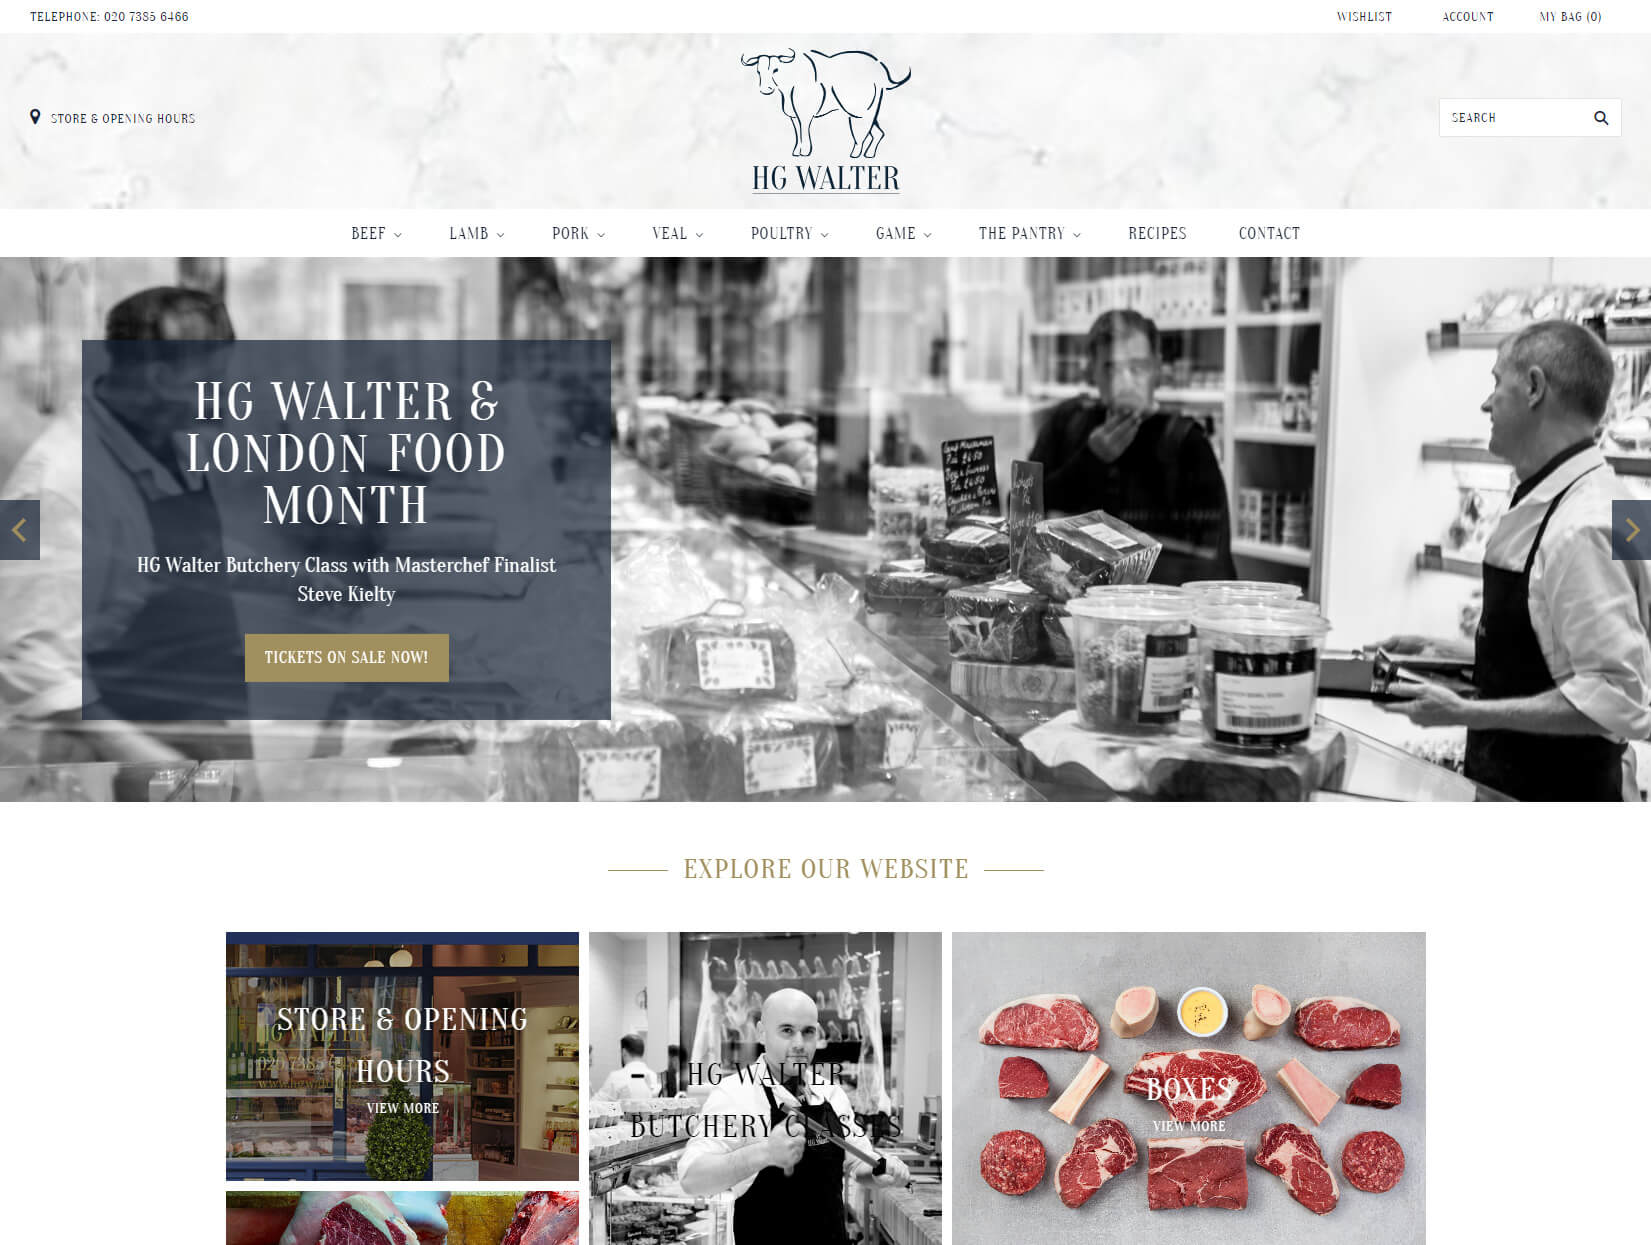 TELEPHONE: 020 7385 6466
WISHLIST
ACCOUNT
MY BAG (0)
STORE & OPENING HOURS
HG WALTER
SEARCH
BEEF
LAMB
PORK
VEAL
POULTRY
GAME
THE PANTRY
RECIPES
CONTACT
HG WALTER &
LONDON FOOD
MONTH
HG Walter Butchery Class with Masterchef Finalist
Steve Kielty
TICKETS ON SALE NOW!
EXPLORE OUR WEBSITE
STORE & OPENING
HOURS
VIEW MORE
HG WALTER
HG WALTER
BUTCHERY CLASSES
BOXES
VIEW MORE